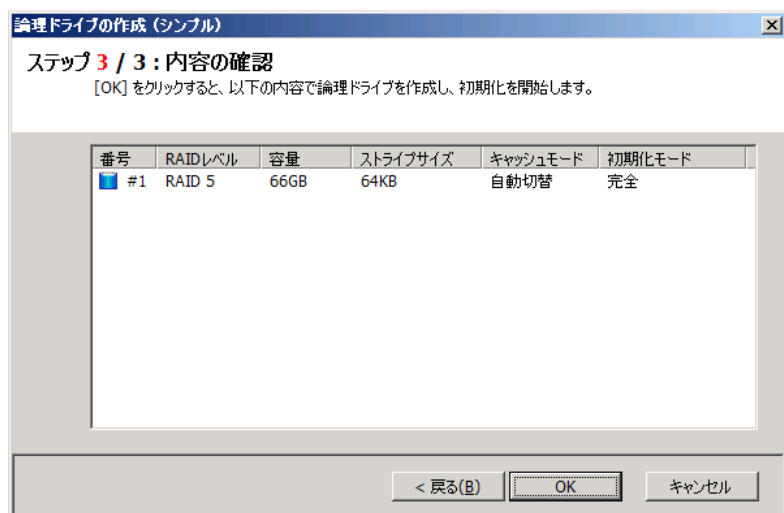 論理ドライブの作成（シンプル）
ステップ 3 / 3 : 内容の確認
[OK] をクリックすると、以下の内容で論理ドライブを作成し、初期化を開始します。
番号 RAIDレベル 容量 ストライプサイズ キャッシュモード 初期化モード
#1 RAID 5 66GB 64KB 自動切替 完全
< 戻る(B) OK キャンセル